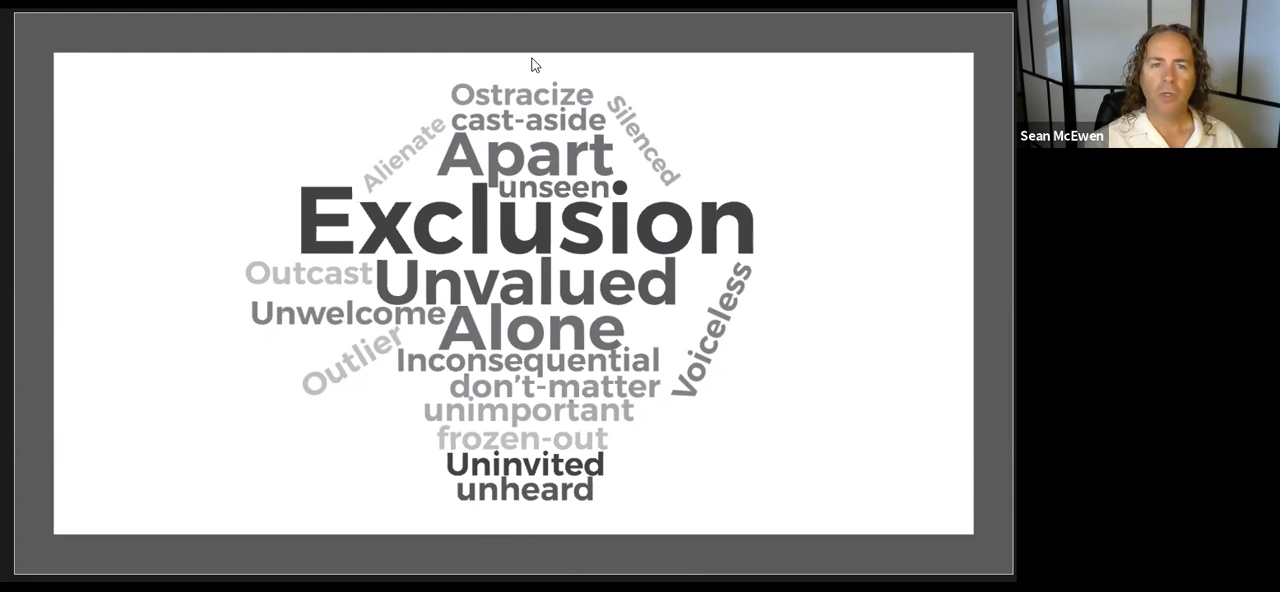 Ostracize
cast-aside
Silenced
Alienate
Apart
unseen
Exclusion
Outcast
Unvalued
Unwelcome
Alone
Voiceless
Outlier
Inconsequential
don't-matter
unimportant
frozen-out
Uninvited
unheard
Sean McEwen